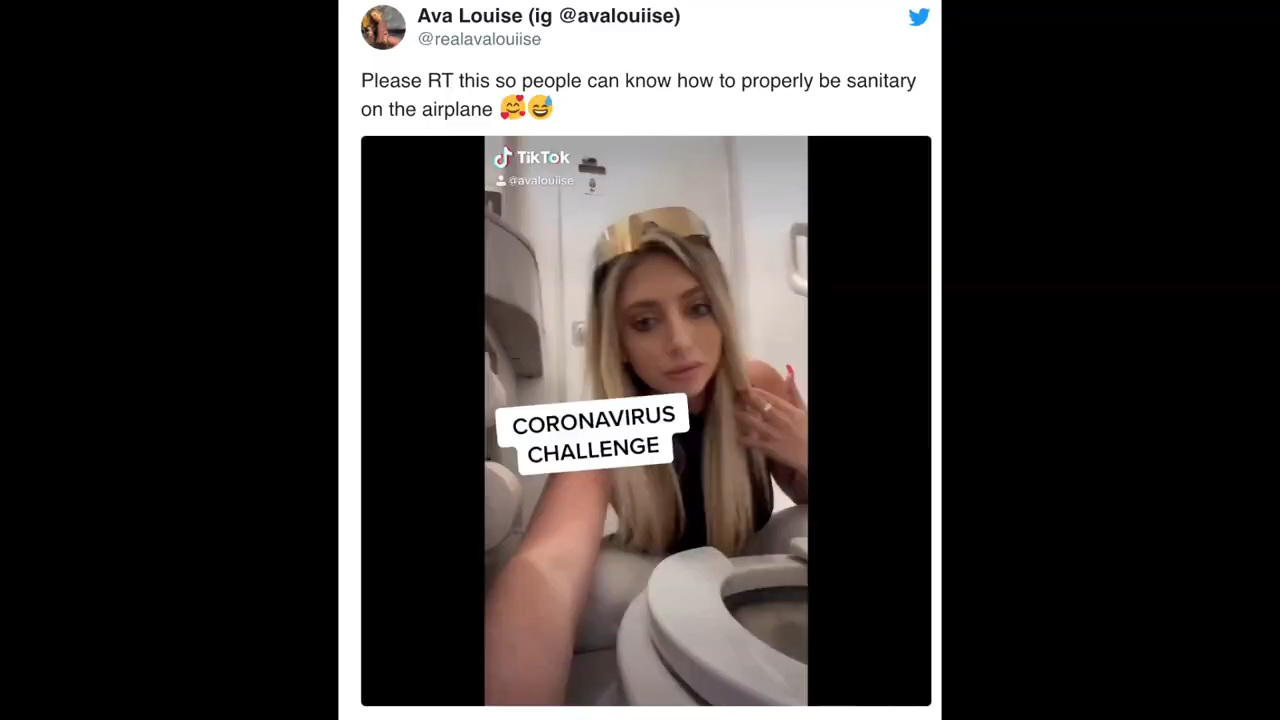 Ava Louise (ig @avalouiise)
@realavalouiise
Please RT this so people can know how to properly be sanitary
on the airplane 🥰😅
TikTok
@avalouiise
CORONAVIRUS
CHALLENGE